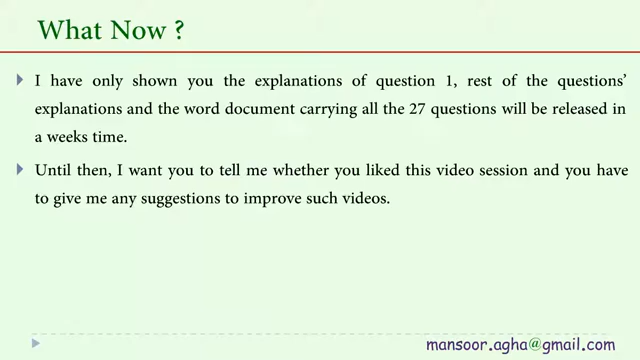 What Now ?
I have only shown you the explanations of question 1, rest of the questions'
explanations and the word document carrying all the 27 questions will be released in
a weeks time.
Until then, I want you to tell me whether you liked this video session and you have
to give me any suggestions to improve such videos.
mansoor.agha@gmail.com